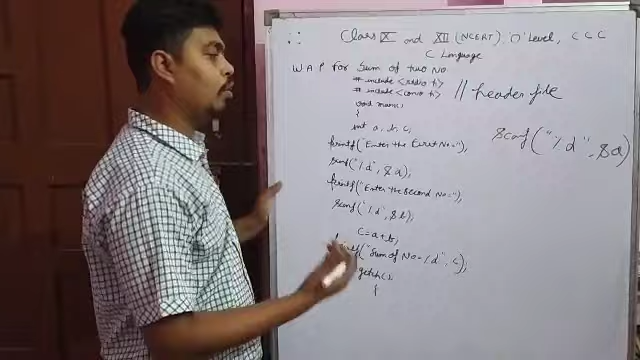 ∴ Class X and XII (NCERT) 'O' Level, CCC
C Language
W A P For Sum of two No
# include <stdio.h>
# include <conio.h> // header file
void main()
{
int a, b, c;
printf("Enter the First No=");
scanf("%d", &a);
scanf("%d", &a)
printf("Enter the Second No=");
scanf("%d", &b);
c=a+b;
printf("Sum of No=%d", c);
getch();
}